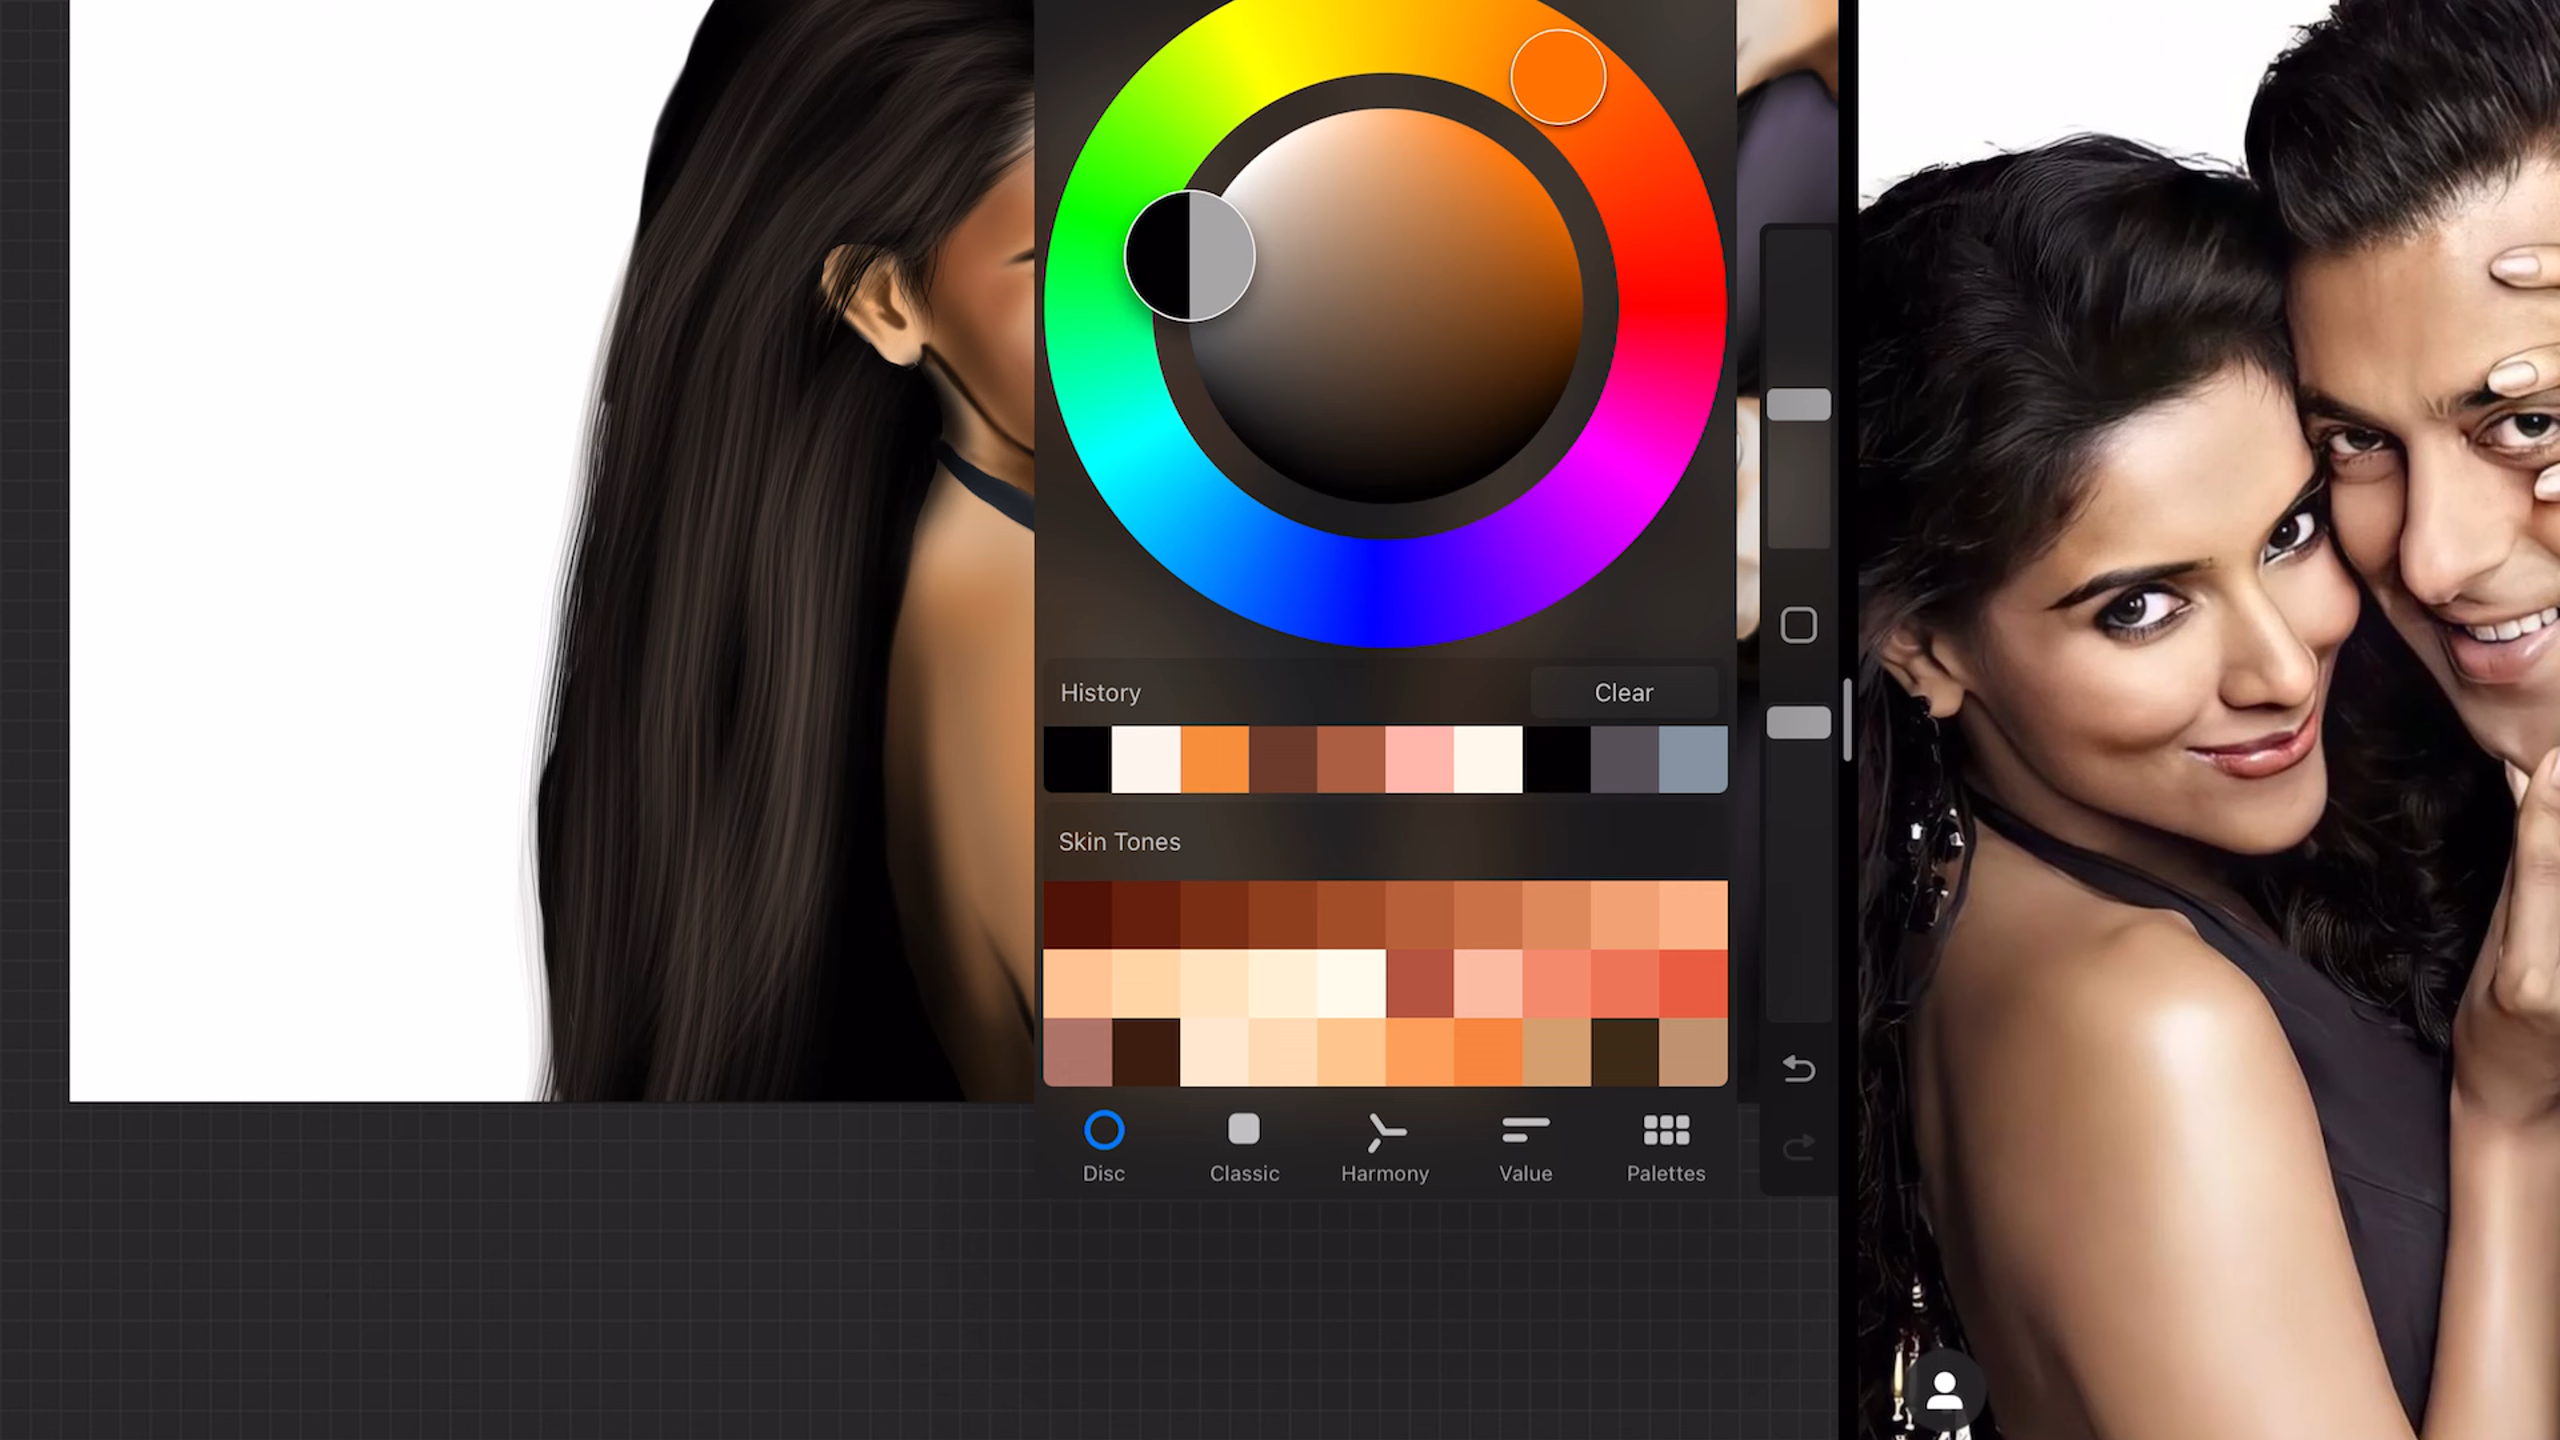 History
Clear
Skin Tones
Disc
Classic
Harmony
Value
Palettes